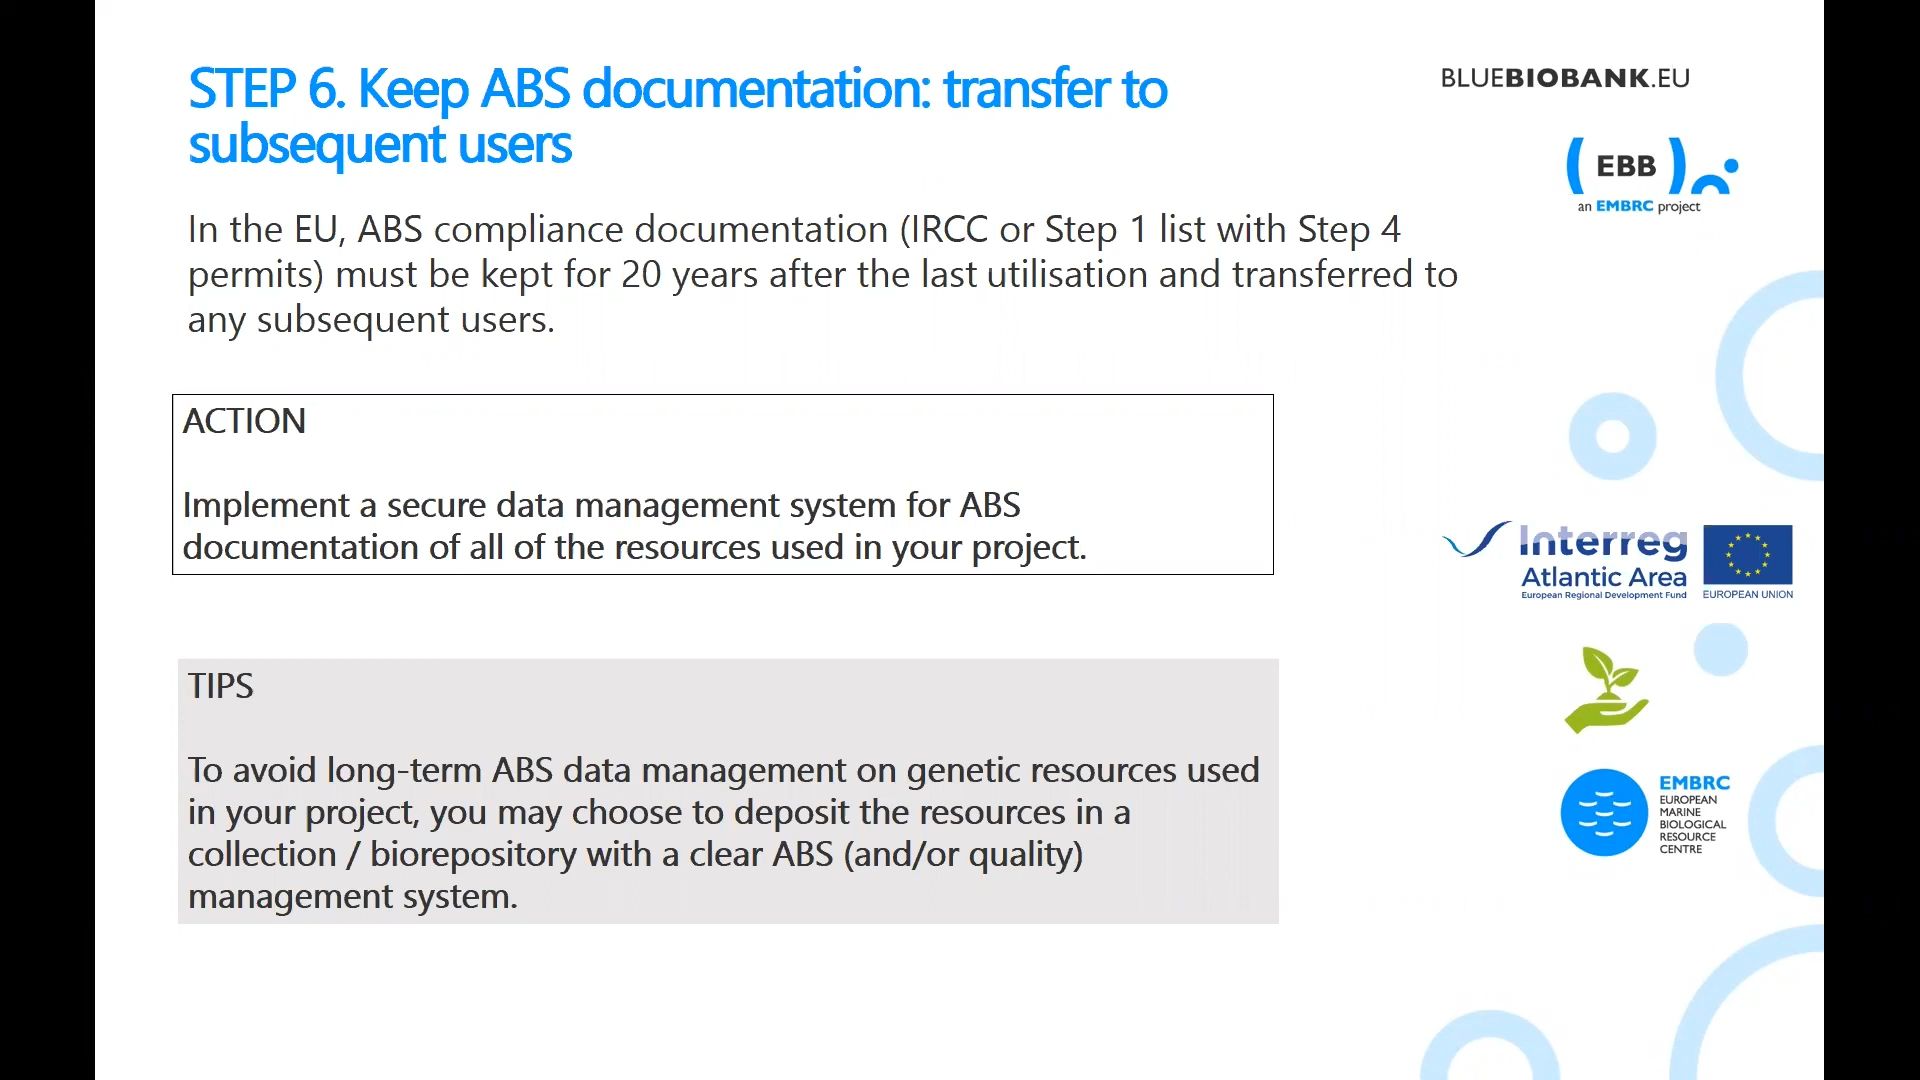 STEP 6. Keep ABS documentation: transfer to
subsequent users
BLUEBIOBANK.EU
EBB
an EMBRC project
In the EU, ABS compliance documentation (IRCC or Step 1 list with Step 4
permits) must be kept for 20 years after the last utilisation and transferred to
any subsequent users.
ACTION
Implement a secure data management system for ABS
documentation of all of the resources used in your project.
Interreg
Atlantic Area
European Regional Development Fund
EUROPEAN UNION
TIPS
To avoid long-term ABS data management on genetic resources used
in your project, you may choose to deposit the resources in a
collection / biorepository with a clear ABS (and/or quality)
management system.
EMBRC
EUROPEAN
MARINE
BIOLOGICAL
RESOURCE
CENTRE